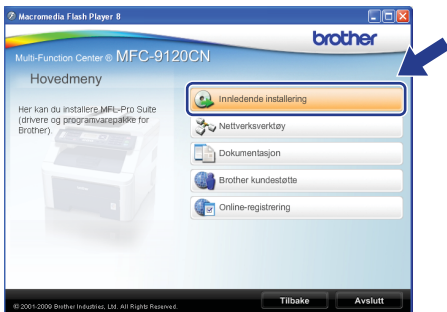 Macromedia Flash Player 8
brother
Multi-Function Center ® MFC-9120CN
Hovedmeny
Her kan du installere MFL-Pro Suite
(drivere og programvarepakke for
Brother).
Innledende installering
Nettverksverktøy
Dokumentasjon
Brother kundestøtte
Online-registrering
© 2001-2009 Brother Industries, Ltd. All Rights Reserved.
Tilbake
Avslutt